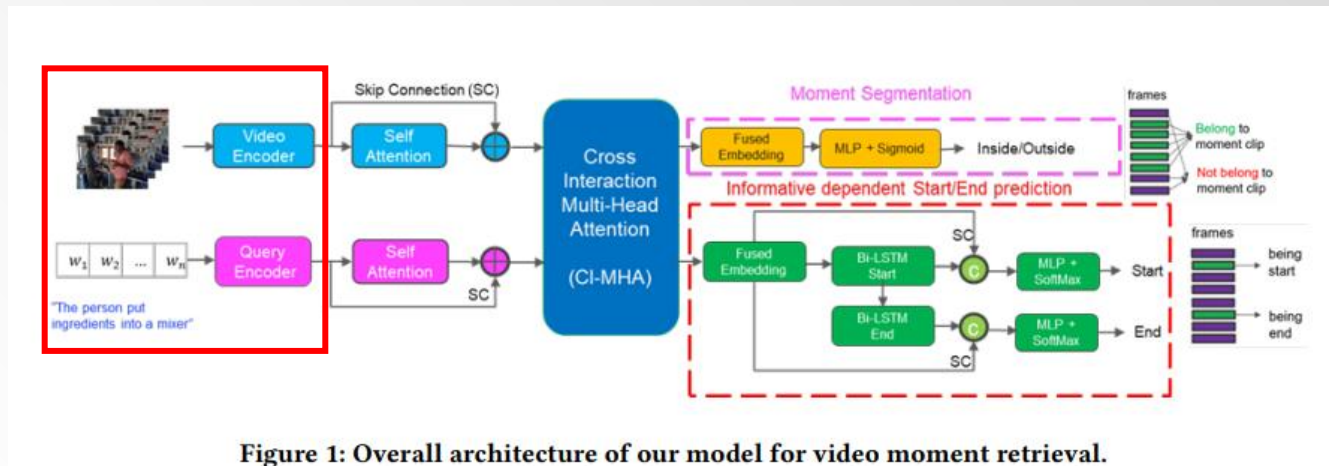 Skip Connection (SC)
Video
Encoder
Self
Attention
w₁ w₂ ... wₙ
Query
Encoder
Self
Attention
SC
"The person put
ingredients into a mixer"
Cross
Interaction
Multi-Head
Attention
(CI-MHA)
Moment Segmentation
Fused
Embedding
MLP + Sigmoid
Inside/Outside
frames
Belong to
moment clip
Not belong to
moment clip
Informative dependent Start/End prediction
Fused
Embedding
Bi-LSTM
Start
SC
C
MLP +
SoftMax
Start
Bi-LSTM
End
C
SC
MLP +
SoftMax
End
frames
being
start
being
end
Figure 1: Overall architecture of our model for video moment retrieval.